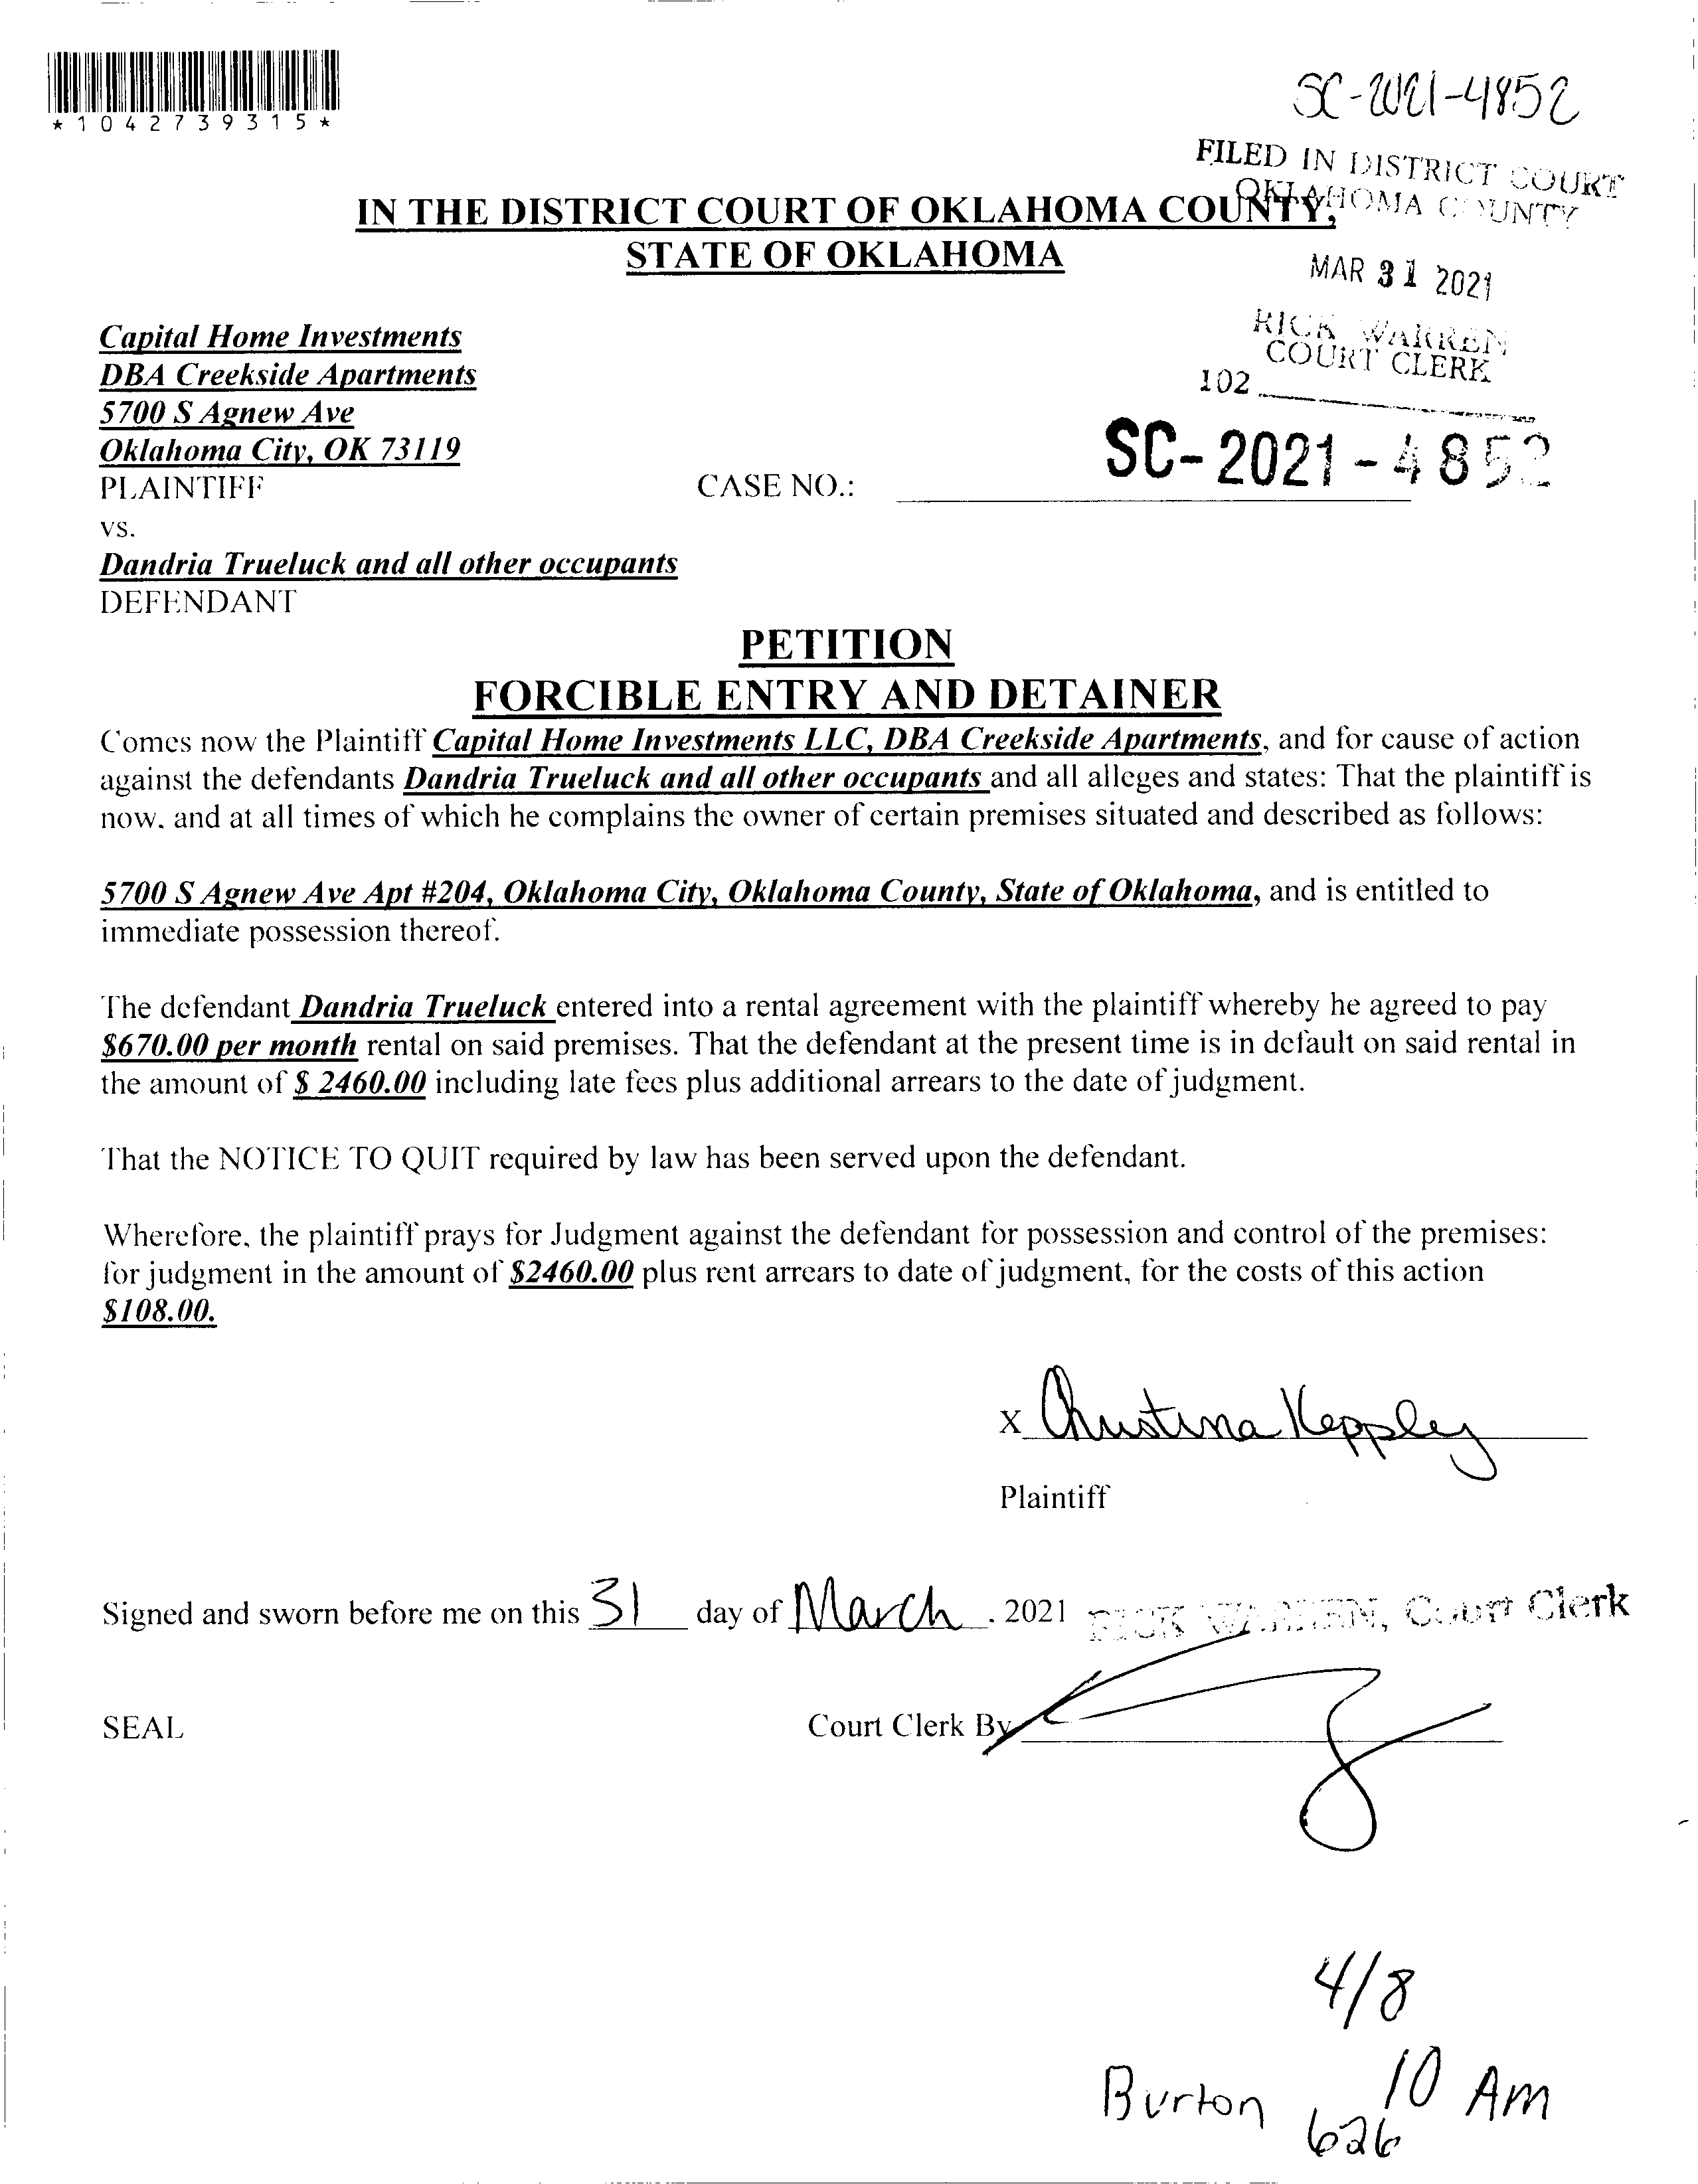 *1042739315*
SC-2021-4852
FILED IN DISTRICT COURT
OKLAHOMA COUNTY
IN THE DISTRICT COURT OF OKLAHOMA COUNTY,
STATE OF OKLAHOMA
MAR 31 2021
RICK WARREN
COURT CLERK
102
Capital Home Investments
DBA Creekside Apartments
5700 S Agnew Ave
Oklahoma City, OK 73119
PLAINTIFF
CASE NO.: SC-2021-4852
vs.
Dandria Trueluck and all other occupants
DEFENDANT
PETITION
FORCIBLE ENTRY AND DETAINER
Comes now the Plaintiff Capital Home Investments LLC, DBA Creekside Apartments, and for cause of action
against the defendants Dandria Trueluck and all other occupants and all alleges and states: That the plaintiff is
now, and at all times of which he complains the owner of certain premises situated and described as follows:
5700 S Agnew Ave Apt #204, Oklahoma City, Oklahoma County, State of Oklahoma, and is entitled to
immediate possession thereof.
The defendant Dandria Trueluck entered into a rental agreement with the plaintiff whereby he agreed to pay
$670.00 per month rental on said premises. That the defendant at the present time is in default on said rental in
the amount of $ 2460.00 including late fees plus additional arrears to the date of judgment.
That the NOTICE TO QUIT required by law has been served upon the defendant.
Wherefore, the plaintiff prays for Judgment against the defendant for possession and control of the premises:
for judgment in the amount of $2460.00 plus rent arrears to date of judgment, for the costs of this action
$108.00.
X Christina Keppley
Plaintiff
Signed and sworn before me on this 31 day of March, 2021 RICK WARREN, Court Clerk
SEAL
Court Clerk By
4/8
10 AM
Burton
626